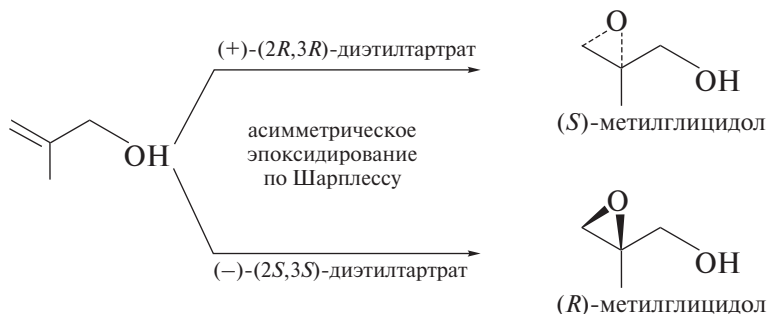 (+)-(2R,3R)-диэтилтартрат
O
OH
(S)-метилглицидол
OH
асимметрическое
эпоксидирование
по Шарплессу
O
OH
(−)-(2S,3S)-диэтилтартрат
(R)-метилглицидол